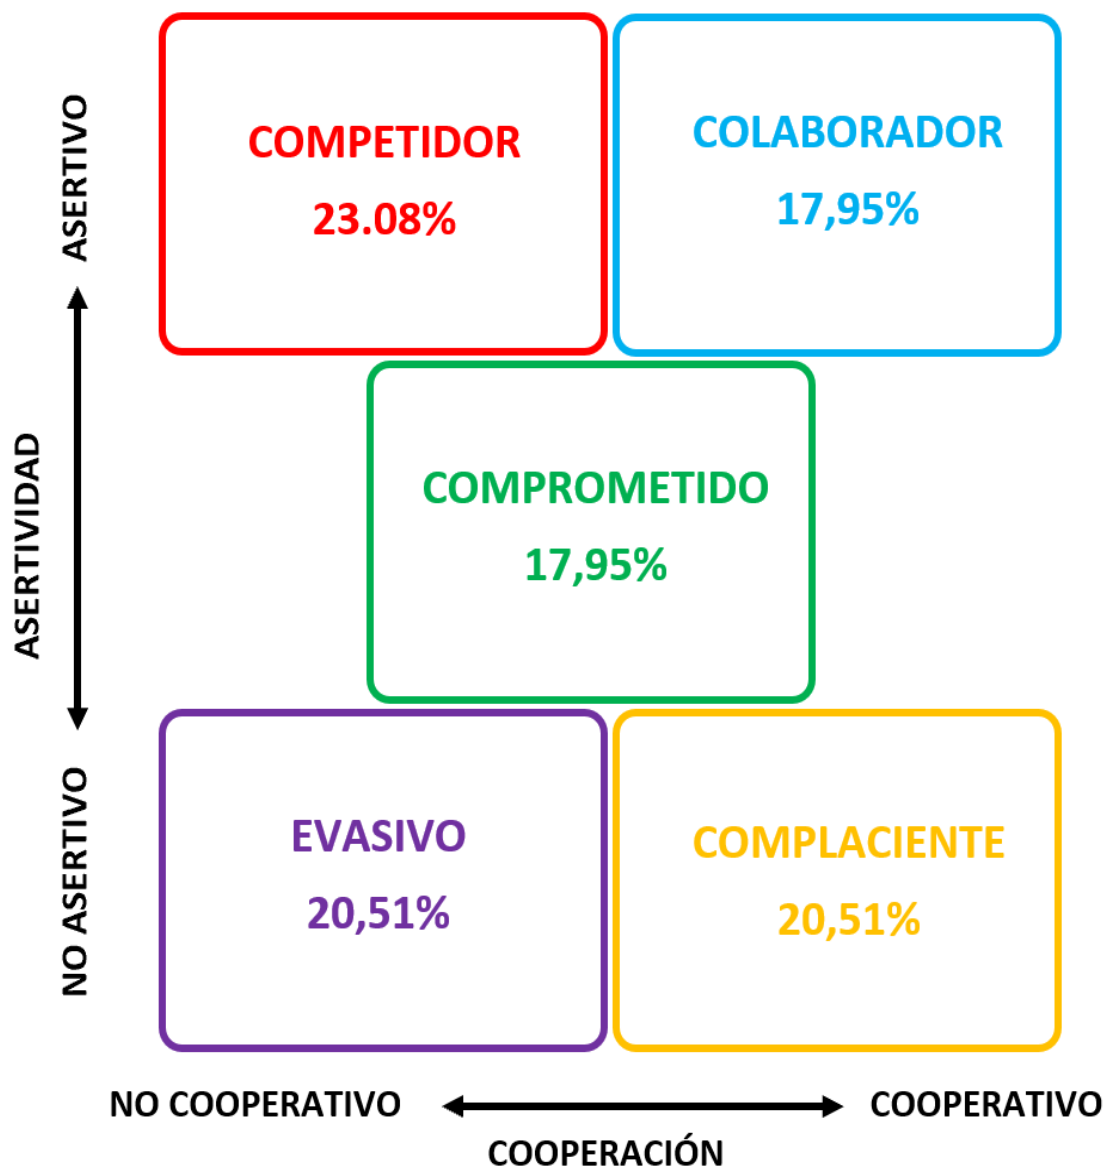 ASERTIVO
ASERTIVIDAD
NO ASERTIVO
COMPETIDOR
23.08%
COLABORADOR
17,95%
COMPROMETIDO
17,95%
EVASIVO
20,51%
COMPLACIENTE
20,51%
NO COOPERATIVO
COOPERATIVO
COOPERACIÓN